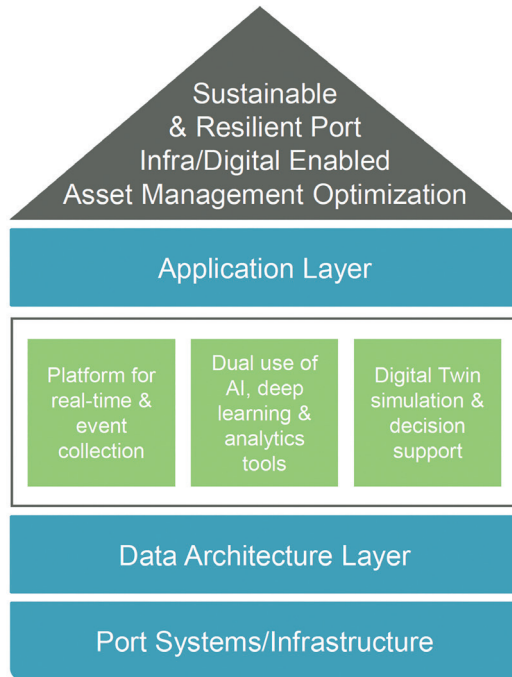 Sustainable
& Resilient Port
Infra/Digital Enabled
Asset Management Optimization
Application Layer
Platform for
real-time &
event
collection
Dual use of
AI, deep
learning &
analytics
tools
Digital Twin
simulation &
decision
support
Data Architecture Layer
Port Systems/Infrastructure